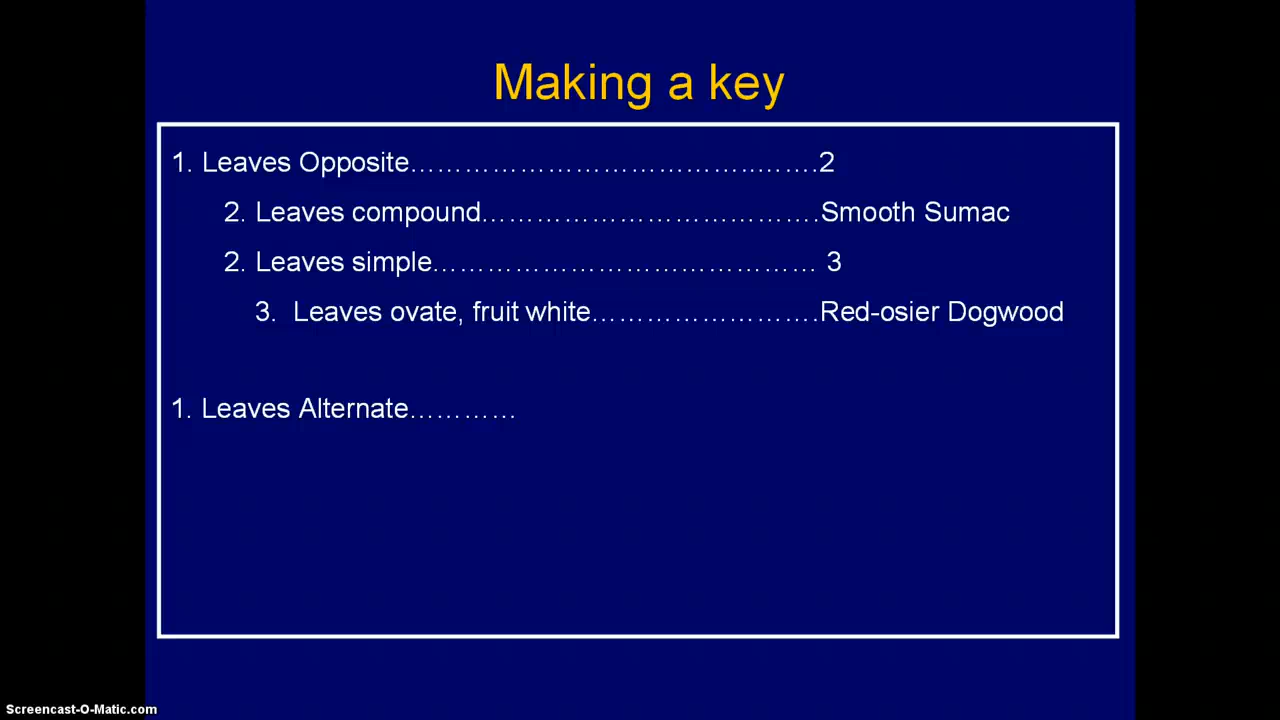 Making a key
1. Leaves Opposite……………………………………..…….2
2. Leaves compound……………………………….Smooth Sumac
2. Leaves simple…………………………………… 3
3. Leaves ovate, fruit white…………………….Red-osier Dogwood
1. Leaves Alternate…………
Screencast-O-Matic.com